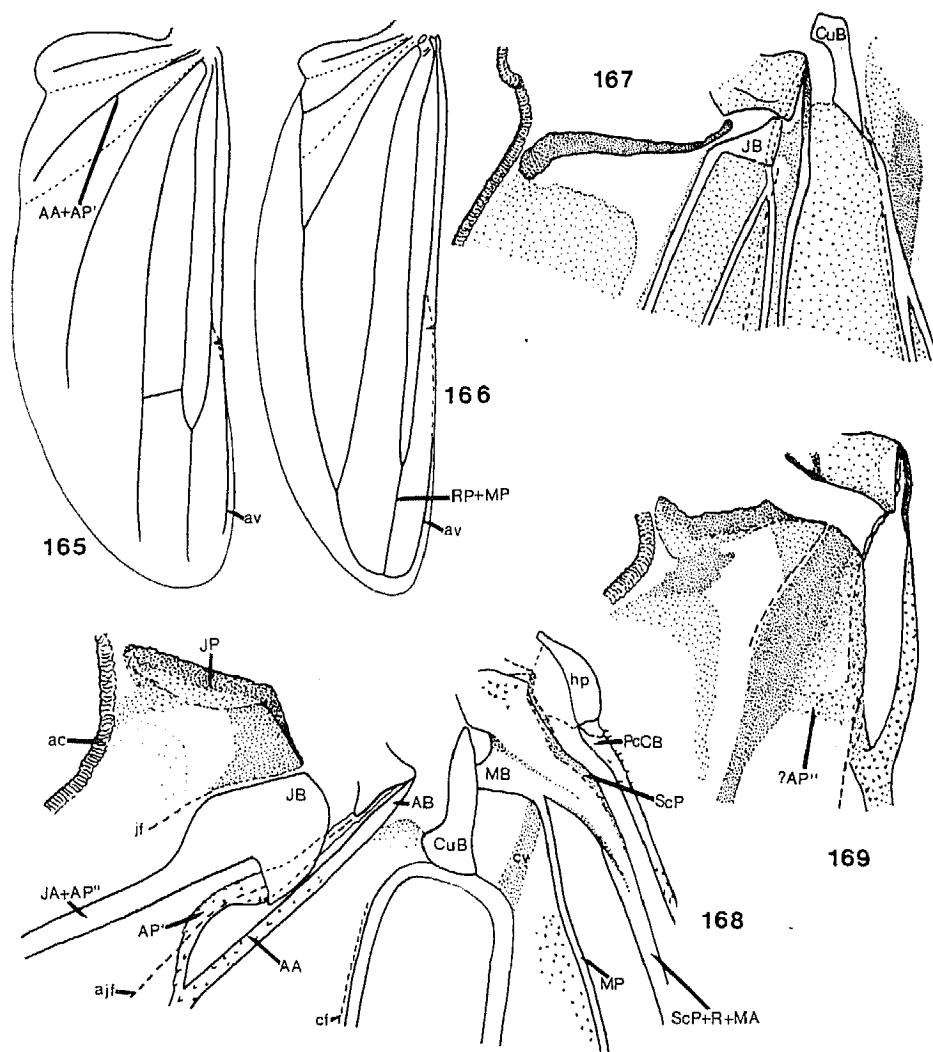 CuB
167
JB
AA+AP'
166
RP+MP
av
av
165
JP
hp
ac
PcCB
MB
?AP"
AB
ScP
JB
jf
CuB
cv
169
JA+AP"
168
AP'
AA
MP
ajf
cf
ScP+R+MA